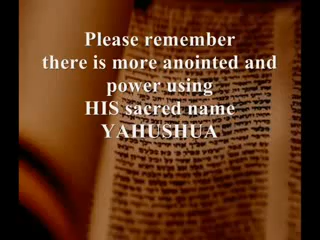 Please remember
there is more anointed and
power using
HIS sacred name
YAHUSHUA